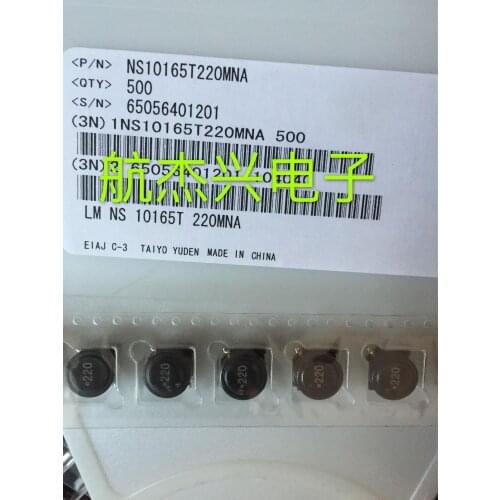 <P/N> NS10165T220MNA
<QTY> 500
<S/N> 65056401201
(3N)1NS10165T220MNA 500
航杰兴电子
LM NS 10165T 220MNA
EIAJ C-3 TAIYO YUDEN MADE IN CHINA
220 220 220 220 220